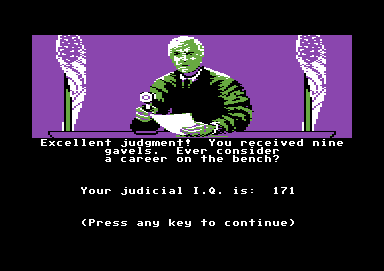 Excellent judgment!  You received nine
gavels.  Ever consider
a career on the bench?
Your judicial I.Q. is:  171
(Press any key to continue)